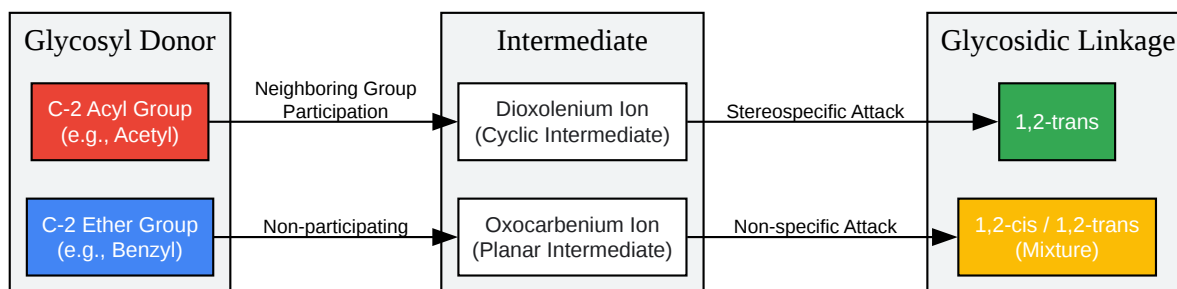 Glycosyl Donor
Intermediate
Glycosidic Linkage
C-2 Acyl Group
(e.g., Acetyl)
Neighboring Group
Participation
Dioxolenium Ion
(Cyclic Intermediate)
Stereospecific Attack
1,2-trans
C-2 Ether Group
(e.g., Benzyl)
Non-participating
Oxocarbenium Ion
(Planar Intermediate)
Non-specific Attack
1,2-cis / 1,2-trans
(Mixture)